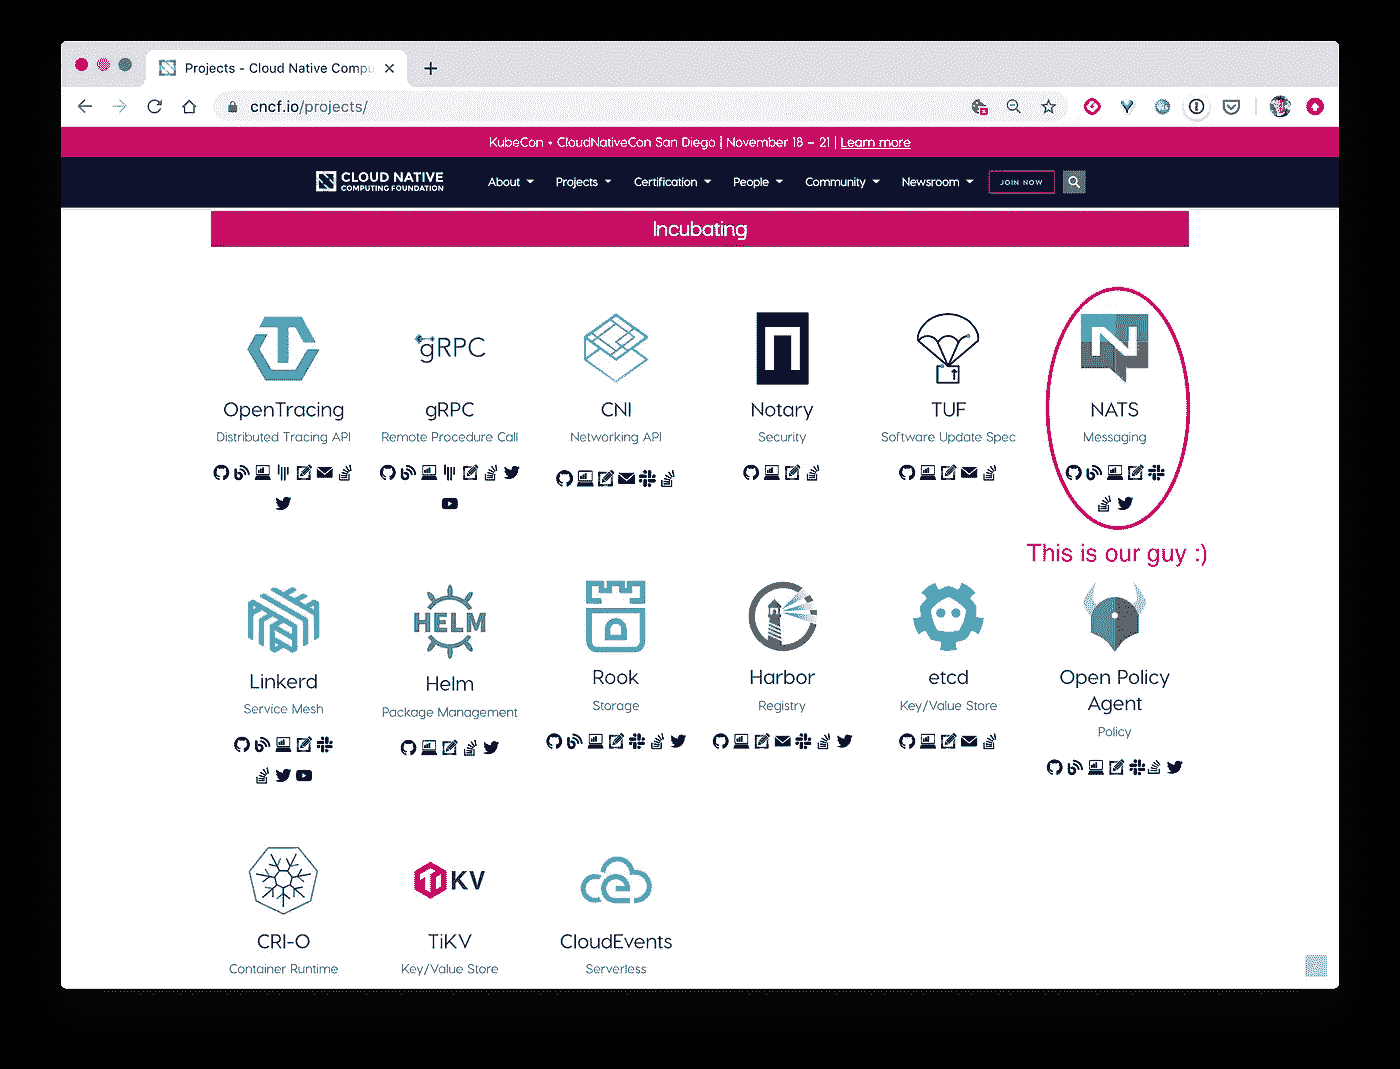 Projects - Cloud Native Compu
cncf.io/projects/
KubeCon + CloudNativeCon San Diego | November 18 – 21 | Learn more
CLOUD NATIVE
COMPUTING FOUNDATION
About Projects Certification People Community Newsroom JOIN NOW
Incubating
gRPC
N
OpenTracing gRPC CNI Notary TUF NATS
Distributed Tracing API Remote Procedure Call Networking API Security Software Update Spec Messaging
This is our guy :)
HELM
Linkerd Helm Rook Harbor etcd Open Policy
Agent
Service Mesh Package Management Storage Registry Key/Value Store Policy
TiKV
CRI-O TiKV CloudEvents
Container Runtime Key/Value Store Serverless